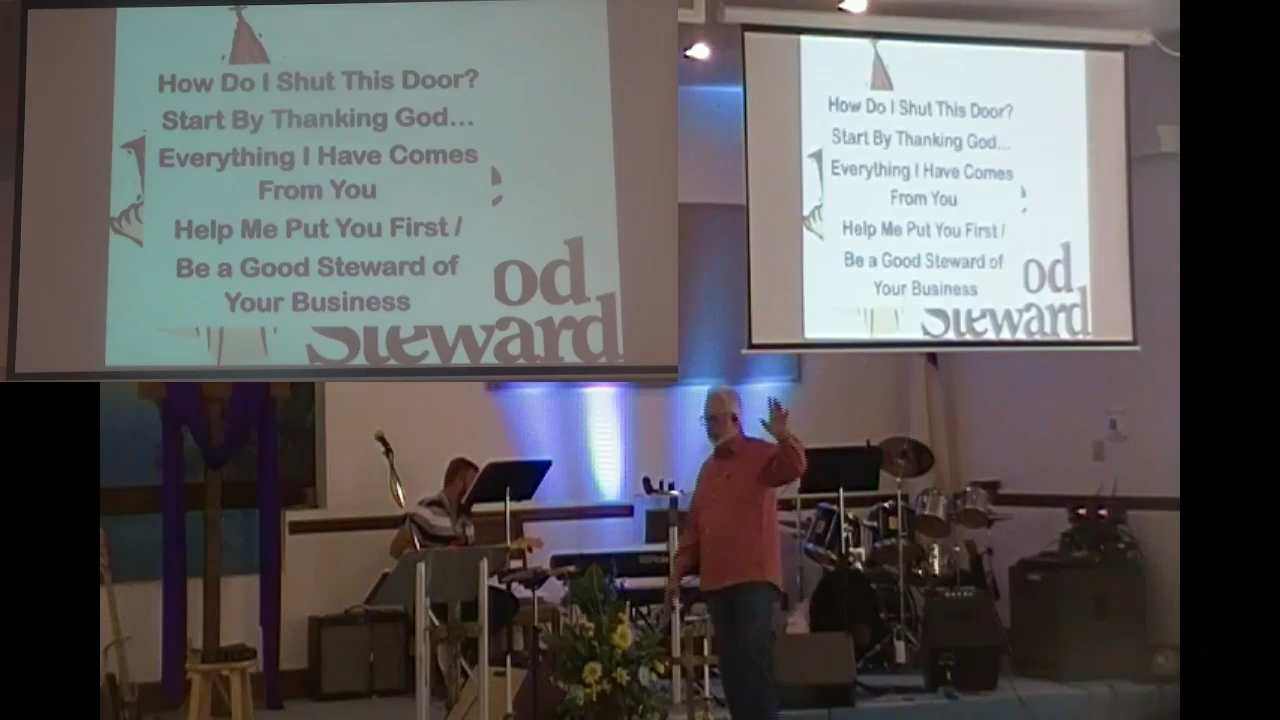 How Do I Shut This Door?
Start By Thanking God...
Everything I Have Comes
From You
Help Me Put You First /
Be a Good Steward of
Your Business
od
Steward
How Do I Shut This Door?
Start By Thanking God...
Everything I Have Comes
From You
Help Me Put You First /
Be a Good Steward of
Your Business
od
Steward